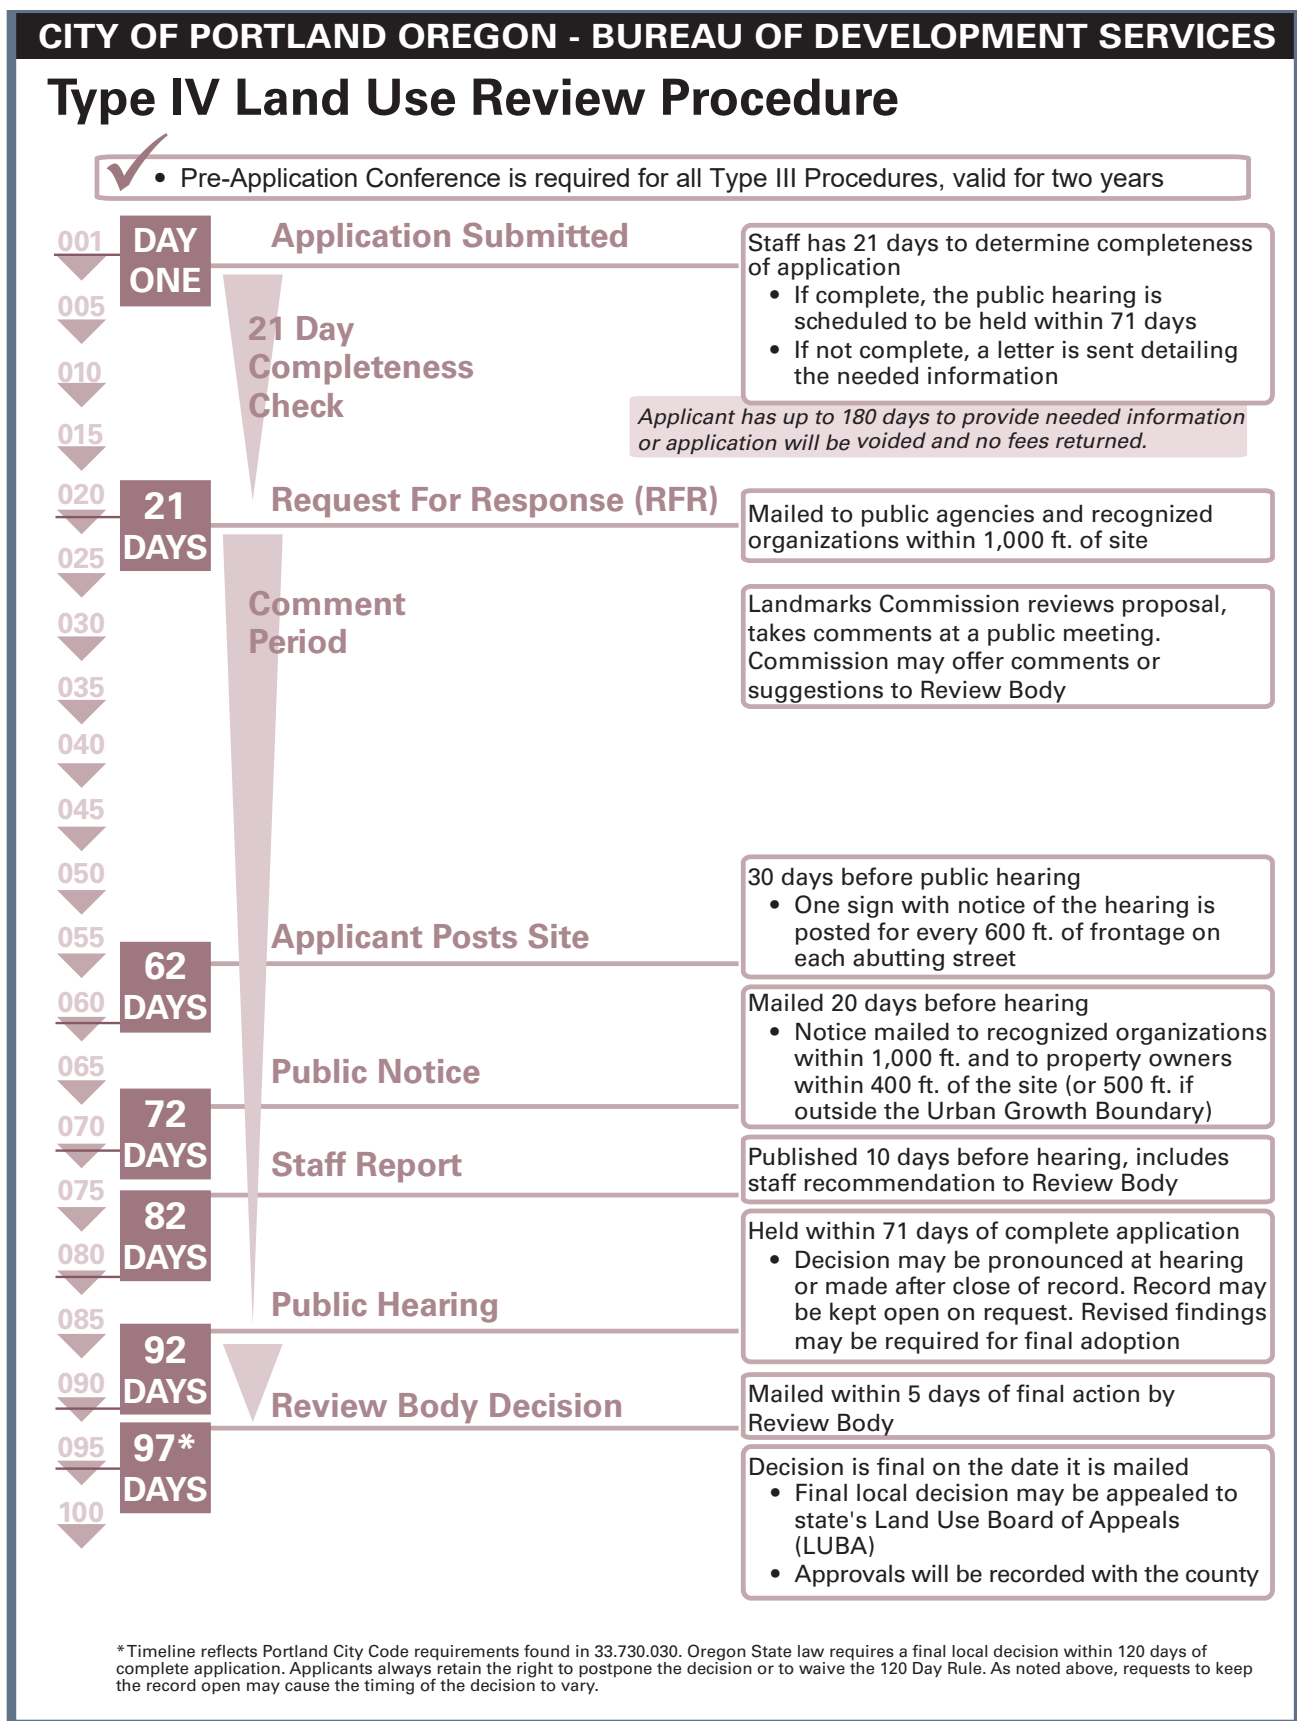 CITY OF PORTLAND OREGON - BUREAU OF DEVELOPMENT SERVICES
Type IV Land Use Review Procedure
• Pre-Application Conference is required for all Type III Procedures, valid for two years
001
DAY
ONE
Application Submitted
Staff has 21 days to determine completeness
of application
• If complete, the public hearing is
scheduled to be held within 71 days
• If not complete, a letter is sent detailing
the needed information
005
21 Day
Completeness
Check
010
Applicant has up to 180 days to provide needed information
or application will be voided and no fees returned.
015
020
21
DAYS
Request For Response (RFR)
Mailed to public agencies and recognized
organizations within 1,000 ft. of site
025
Comment
Period
Landmarks Commission reviews proposal,
takes comments at a public meeting.
Commission may offer comments or
suggestions to Review Body
030
035
040
045
050
30 days before public hearing
• One sign with notice of the hearing is
posted for every 600 ft. of frontage on
each abutting street
055
62
DAYS
Applicant Posts Site
060
Mailed 20 days before hearing
• Notice mailed to recognized organizations
within 1,000 ft. and to property owners
within 400 ft. of the site (or 500 ft. if
outside the Urban Growth Boundary)
065
Public Notice
070
72
DAYS
Staff Report
Published 10 days before hearing, includes
staff recommendation to Review Body
075
82
DAYS
080
Held within 71 days of complete application
• Decision may be pronounced at hearing
or made after close of record. Record may
be kept open on request. Revised findings
may be required for final adoption
Public Hearing
085
92
DAYS
090
Review Body Decision
Mailed within 5 days of final action by
Review Body
095
97*
DAYS
100
Decision is final on the date it is mailed
• Final local decision may be appealed to
state's Land Use Board of Appeals
(LUBA)
• Approvals will be recorded with the county
*Timeline reflects Portland City Code requirements found in 33.730.030. Oregon State law requires a final local decision within 120 days of
complete application. Applicants always retain the right to postpone the decision or to waive the 120 Day Rule. As noted above, requests to keep
the record open may cause the timing of the decision to vary.